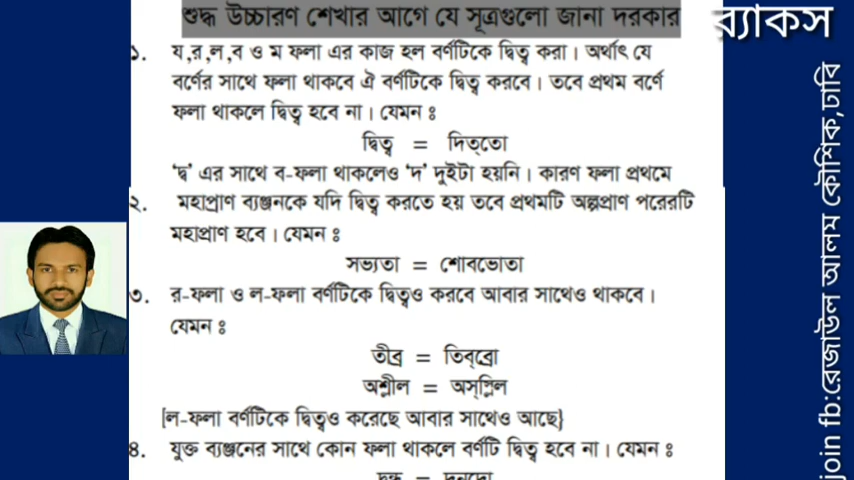 শুদ্ধ উচ্চারণ শেখার আগে যে সূত্রগুলো জানা দরকার
র‍্যাকস
১. য,র,ল,ব ও ম ফলা এর কাজ হল বর্ণটিকে দ্বিত্ব করা। অর্থাৎ যে
বর্ণের সাথে ফলা থাকবে ঐ বর্ণটিকে দ্বিত্ব করবে। তবে প্রথম বর্ণে
ফলা থাকলে দ্বিত্ব হবে না। যেমন ঃ
দ্বিত্ব = দিত্তো
‘দ্ব’ এর সাথে ব-ফলা থাকলেও ‘দ’ দুইটা হয়নি। কারণ ফলা প্রথমে
২. মহাপ্রাণ ব্যঞ্জনকে যদি দ্বিত্ব করতে হয় তবে প্রথমটি অল্পপ্রাণ পরেরটি
মহাপ্রাণ হবে। যেমন ঃ
সভ্যতা = শোবভোতা
৩. র-ফলা ও ল-ফলা বর্ণটিকে দ্বিত্বও করবে আবার সাথেও থাকবে।
যেমন ঃ
তীব্র = তিব্ব্রো
অশ্লীল = অস্স্লিল
{ল-ফলা বর্ণটিকে দ্বিত্বও করেছে আবার সাথেও আছে}
৪. যুক্ত ব্যঞ্জনের সাথে কোন ফলা থাকলে বর্ণটি দ্বিত্ব হবে না। যেমন ঃ
join fb:রেজাউল আলম কৌশিক,ঢাবি